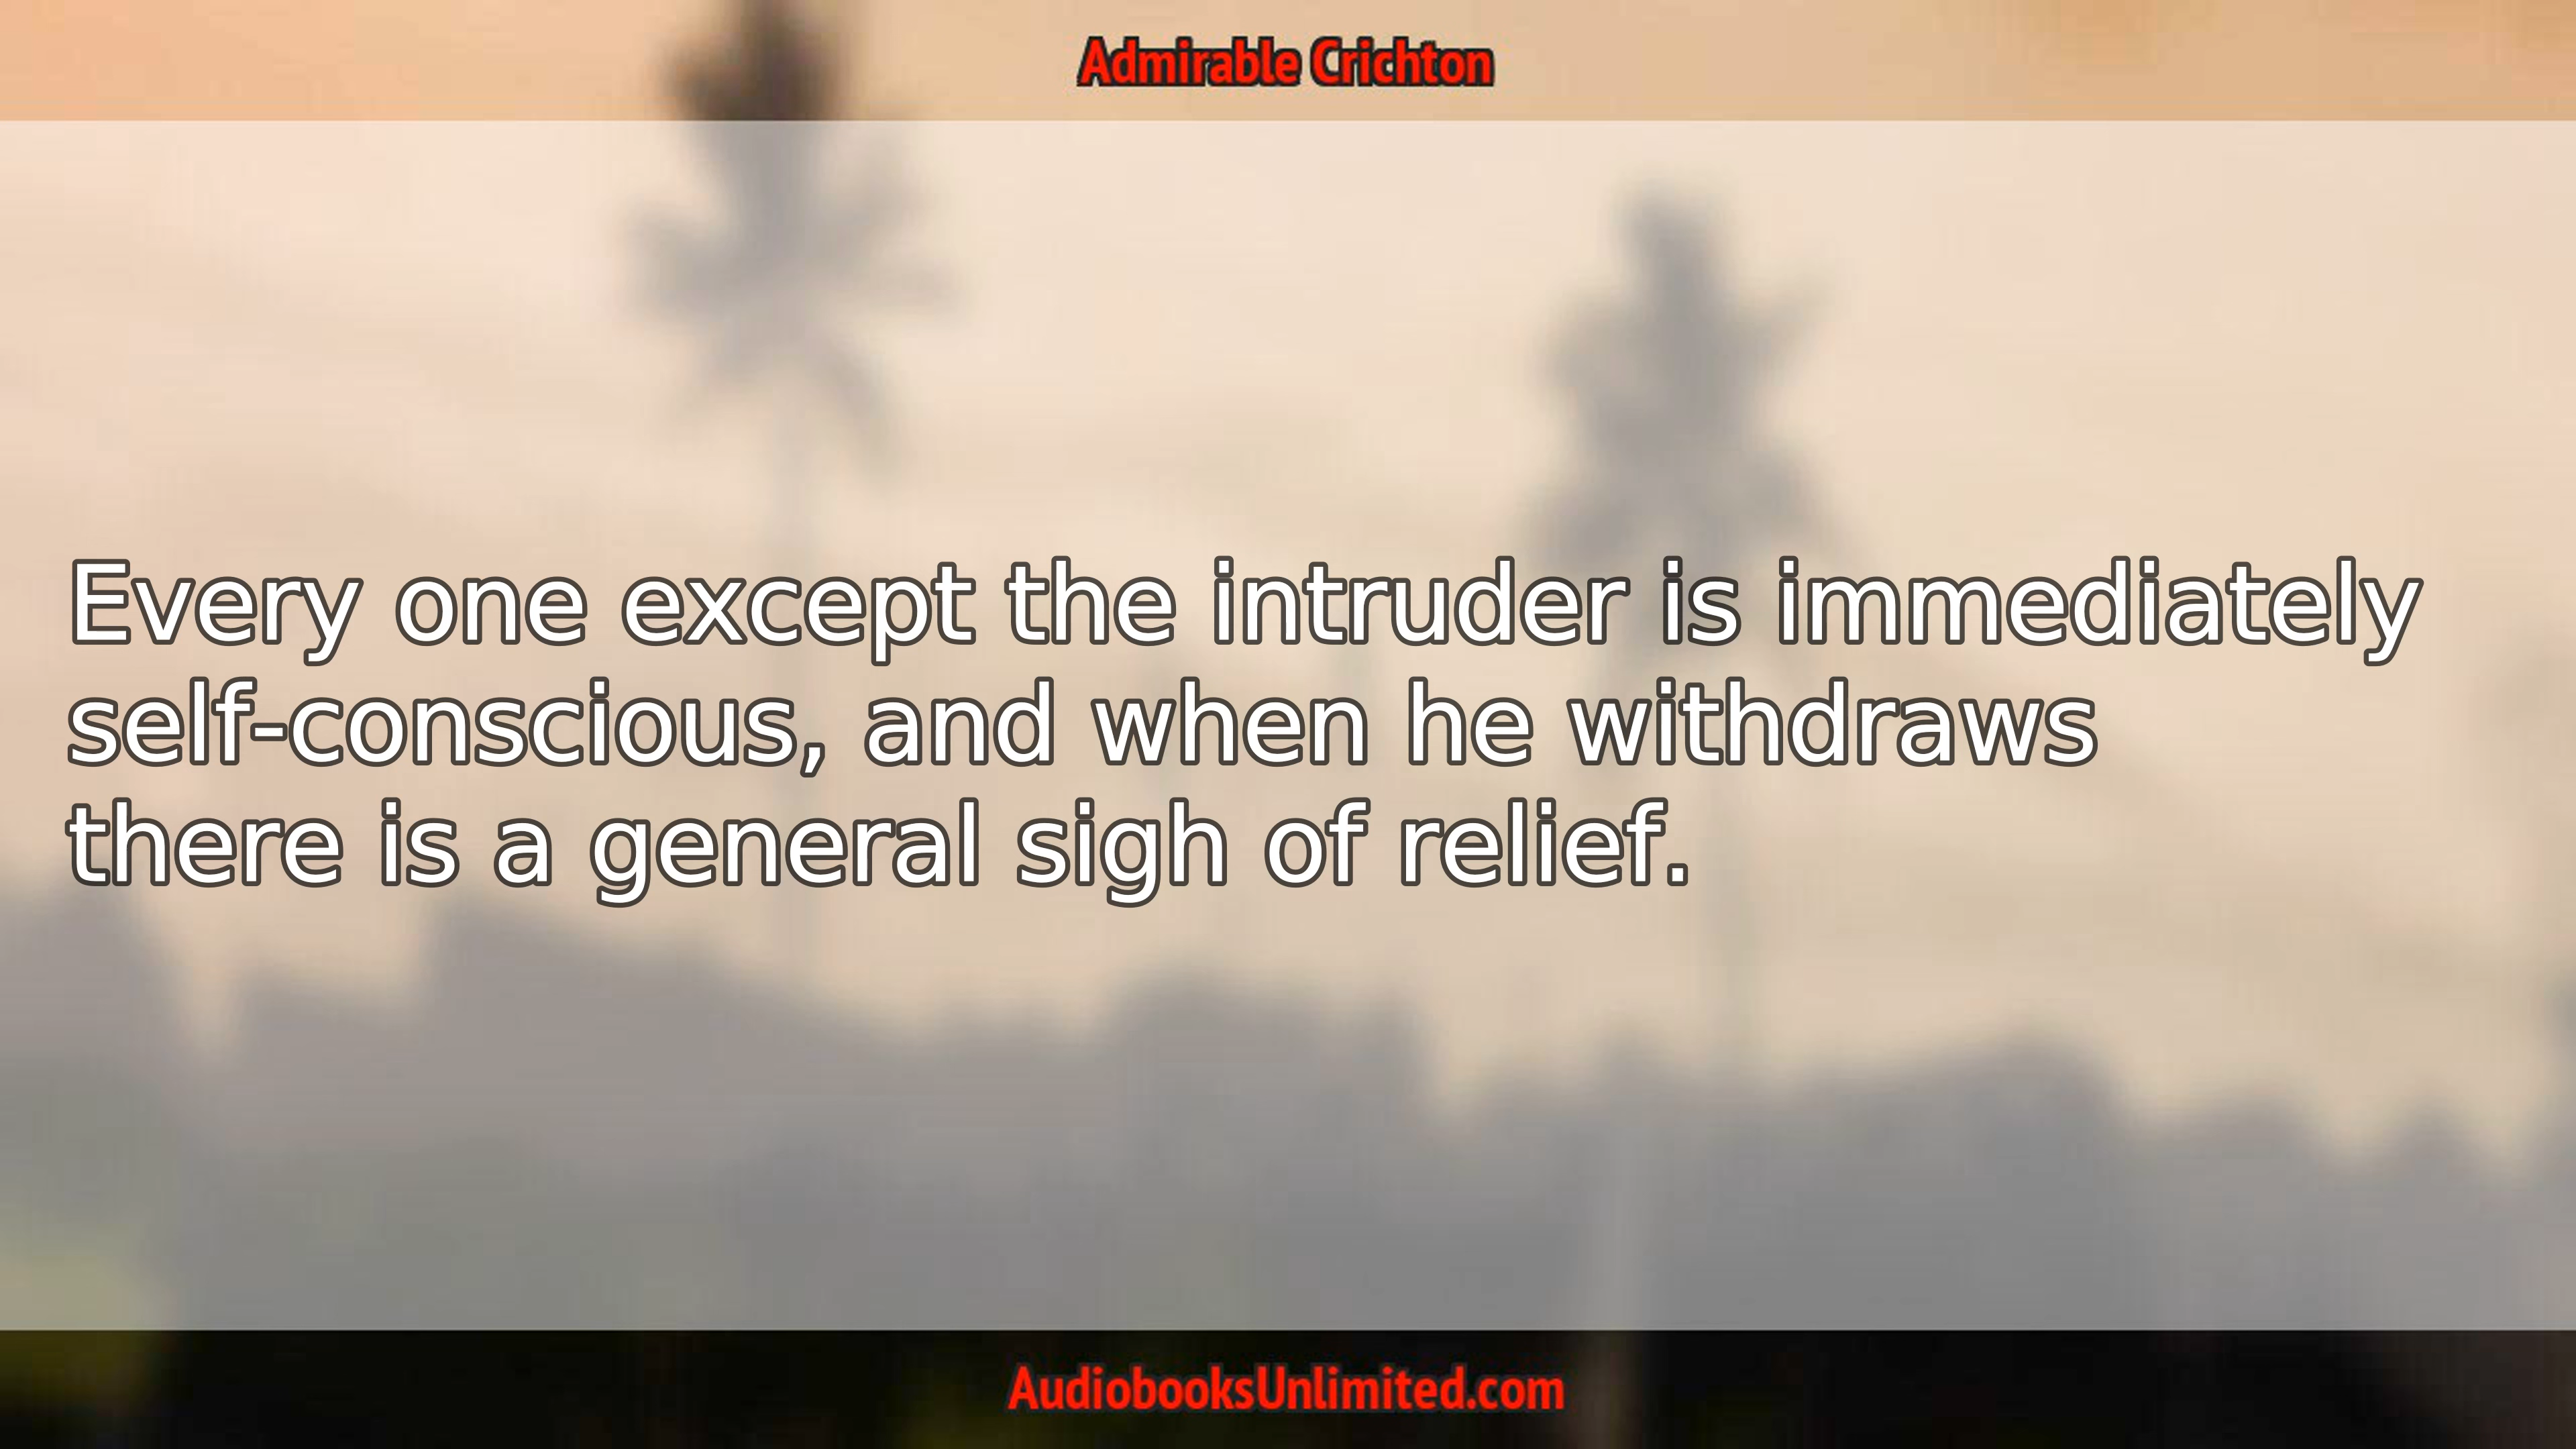 Admirable Crichton
Every one except the intruder is immediately
self-conscious, and when he withdraws
there is a general sigh of relief.
AudiobooksUnlimited.com